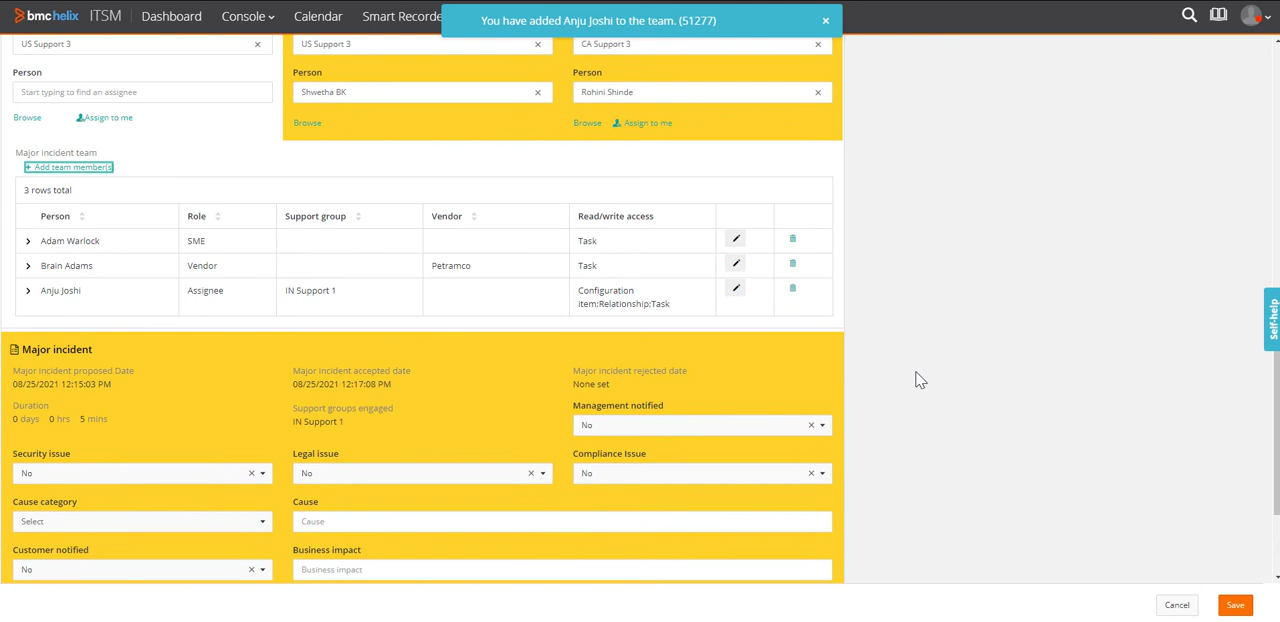 bmchelix ITSM Dashboard Console Calendar Smart Recorde
You have added Anju Joshi to the team. (51277) ×
US Support 3 US Support 3 CA Support 3
Person Person Person
Start typing to find an assignee Shwetha BK Rohini Shinde
Browse Assign to me Browse Browse Assign to me
Major incident team
+ Add team member(s)
3 rows total
Person Role Support group Vendor Read/write access
Adam Warlock SME Task
Brain Adams Vendor Petramco Task
Anju Joshi Assignee IN Support 1 Configuration
item;Relationship;Task
Self-help
Major incident
Major incident proposed Date Major incident accepted date Major incident rejected date
08/25/2021 12:15:03 PM 08/25/2021 12:17:08 PM None set
Duration Support groups engaged Management notified
0 days 0 hrs 5 mins IN Support 1 No
Security issue Legal issue Compliance Issue
No No No
Cause category Cause
Select Cause
Customer notified Business impact
No Business impact
Cancel Save